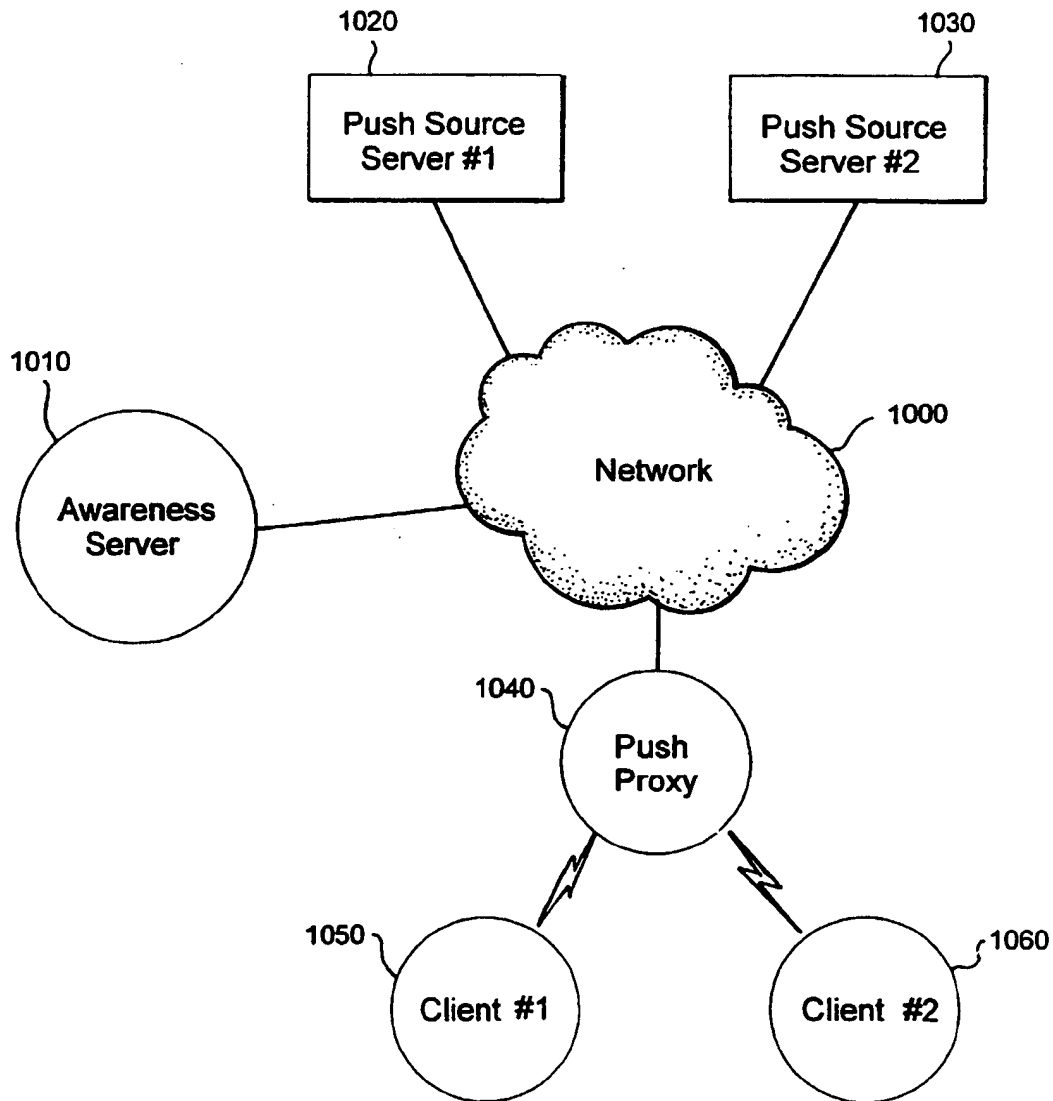 1020
1030
Push Source
Server #1
Push Source
Server #2
1010
1000
Network
Awareness
Server
1040
Push
Proxy
1050
1060
Client #1
Client #2